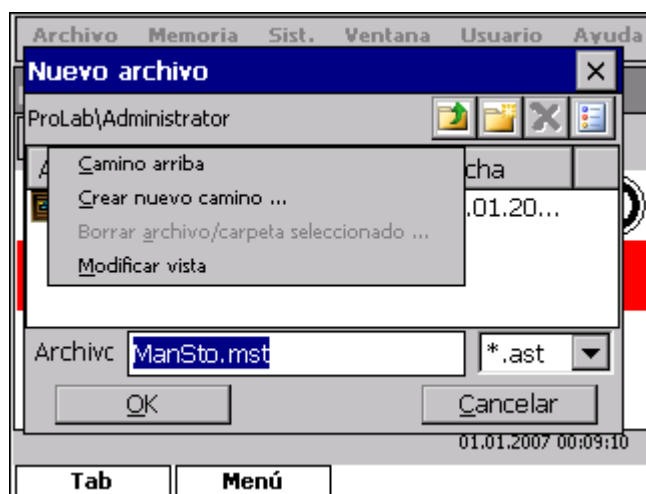 Archivo Memoria Sist. Ventana Usuario Ayuda
Nuevo archivo
ProLab\Administrator
Camino arriba
Crear nuevo camino ...
Borrar archivo/carpeta seleccionado ...
Modificar vista
cha
.01.20...
Archivc ManSto.mst *.ast
OK Cancelar
01.01.2007 00:09:10
Tab Menú